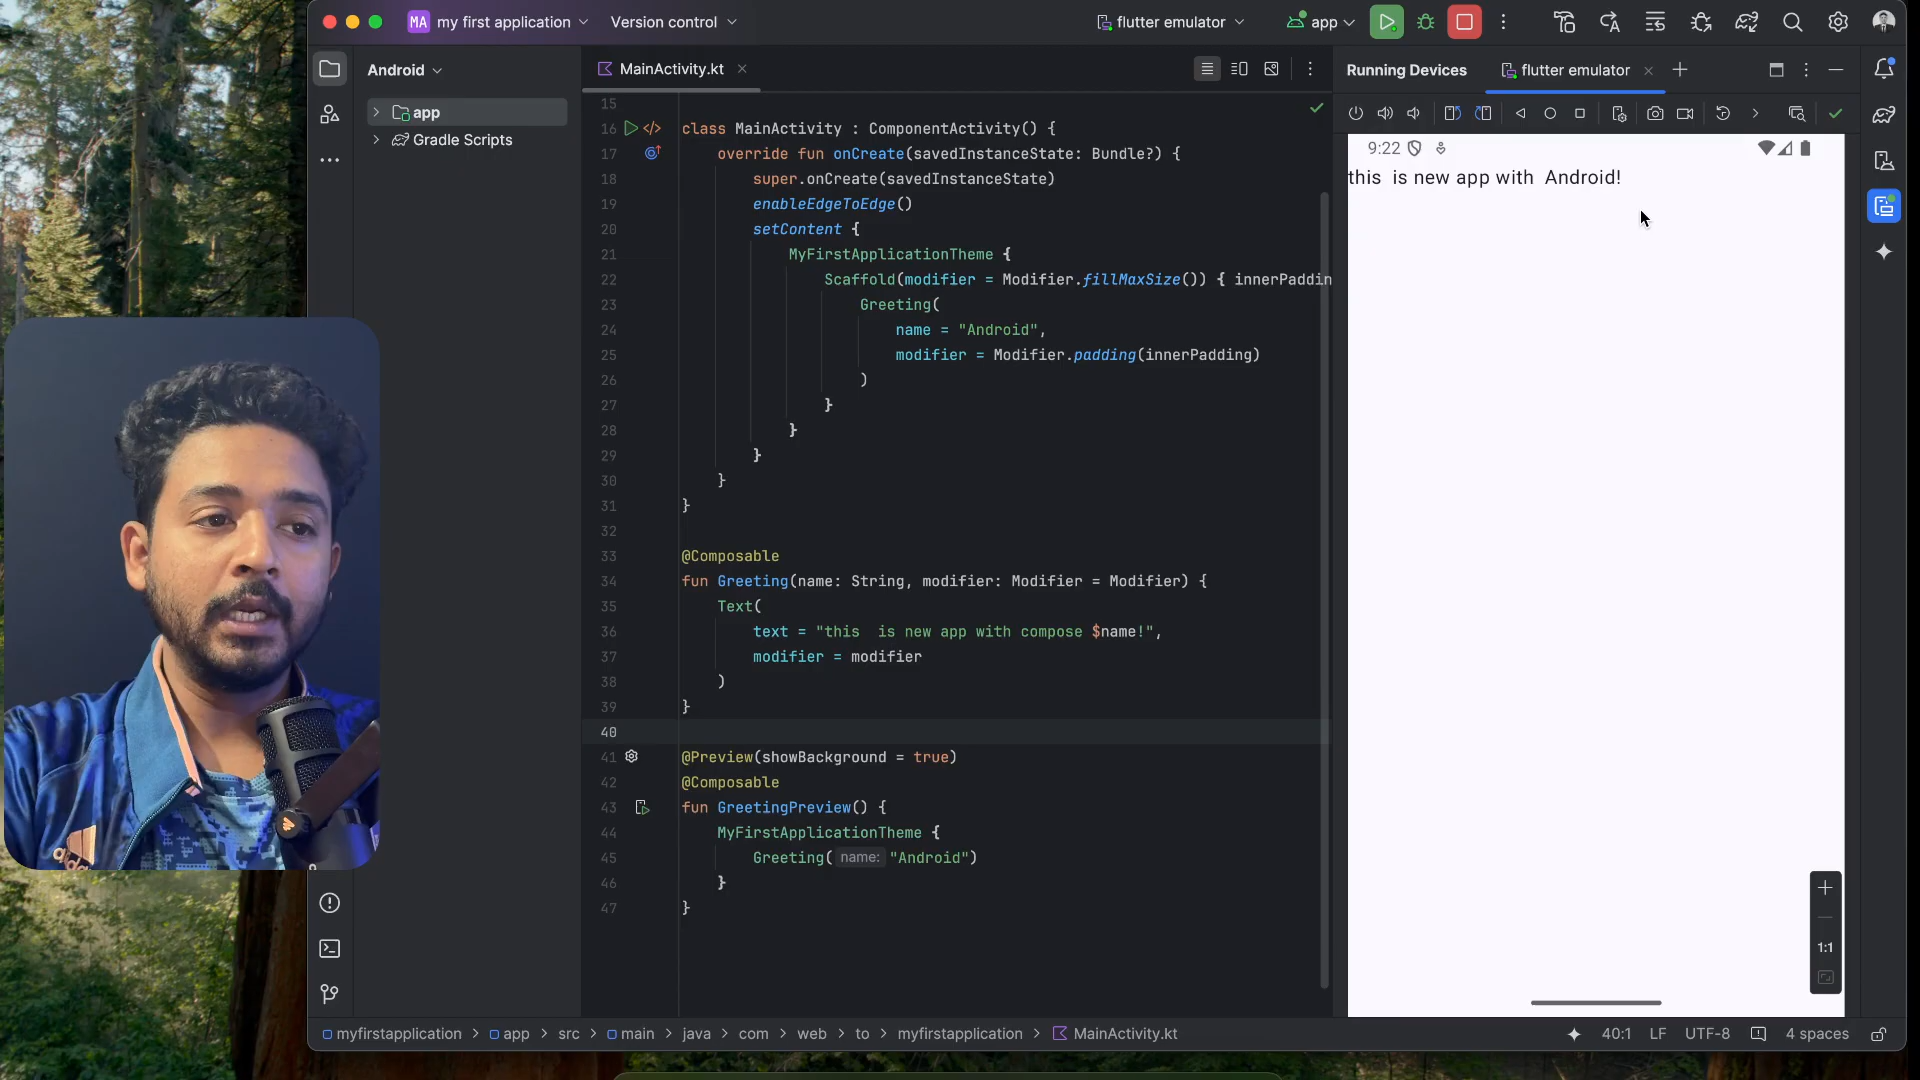 MA my first application Version control flutter emulator app
Android
app
Gradle Scripts
MainActivity.kt
15
16 class MainActivity : ComponentActivity() {
17 override fun onCreate(savedInstanceState: Bundle?) {
18 super.onCreate(savedInstanceState)
19 enableEdgeToEdge()
20 setContent {
21 MyFirstApplicationTheme {
22 Scaffold(modifier = Modifier.fillMaxSize()) { innerPaddin
23 Greeting(
24 name = "Android",
25 modifier = Modifier.padding(innerPadding)
26 )
27 }
28 }
29 }
30 }
31 }
32
33 @Composable
34 fun Greeting(name: String, modifier: Modifier = Modifier) {
35 Text(
36 text = "this  is new app with compose $name!",
37 modifier = modifier
38 )
39 }
40
41 @Preview(showBackground = true)
42 @Composable
43 fun GreetingPreview() {
44 MyFirstApplicationTheme {
45 Greeting( name: "Android")
46 }
47 }
Running Devices flutter emulator
9:22
this  is new app with  Android!
1:1
adidas
myfirstapplication > app > src > main > java > com > web > to > myfirstapplication > MainActivity.kt 40:1 LF UTF-8 4 spaces